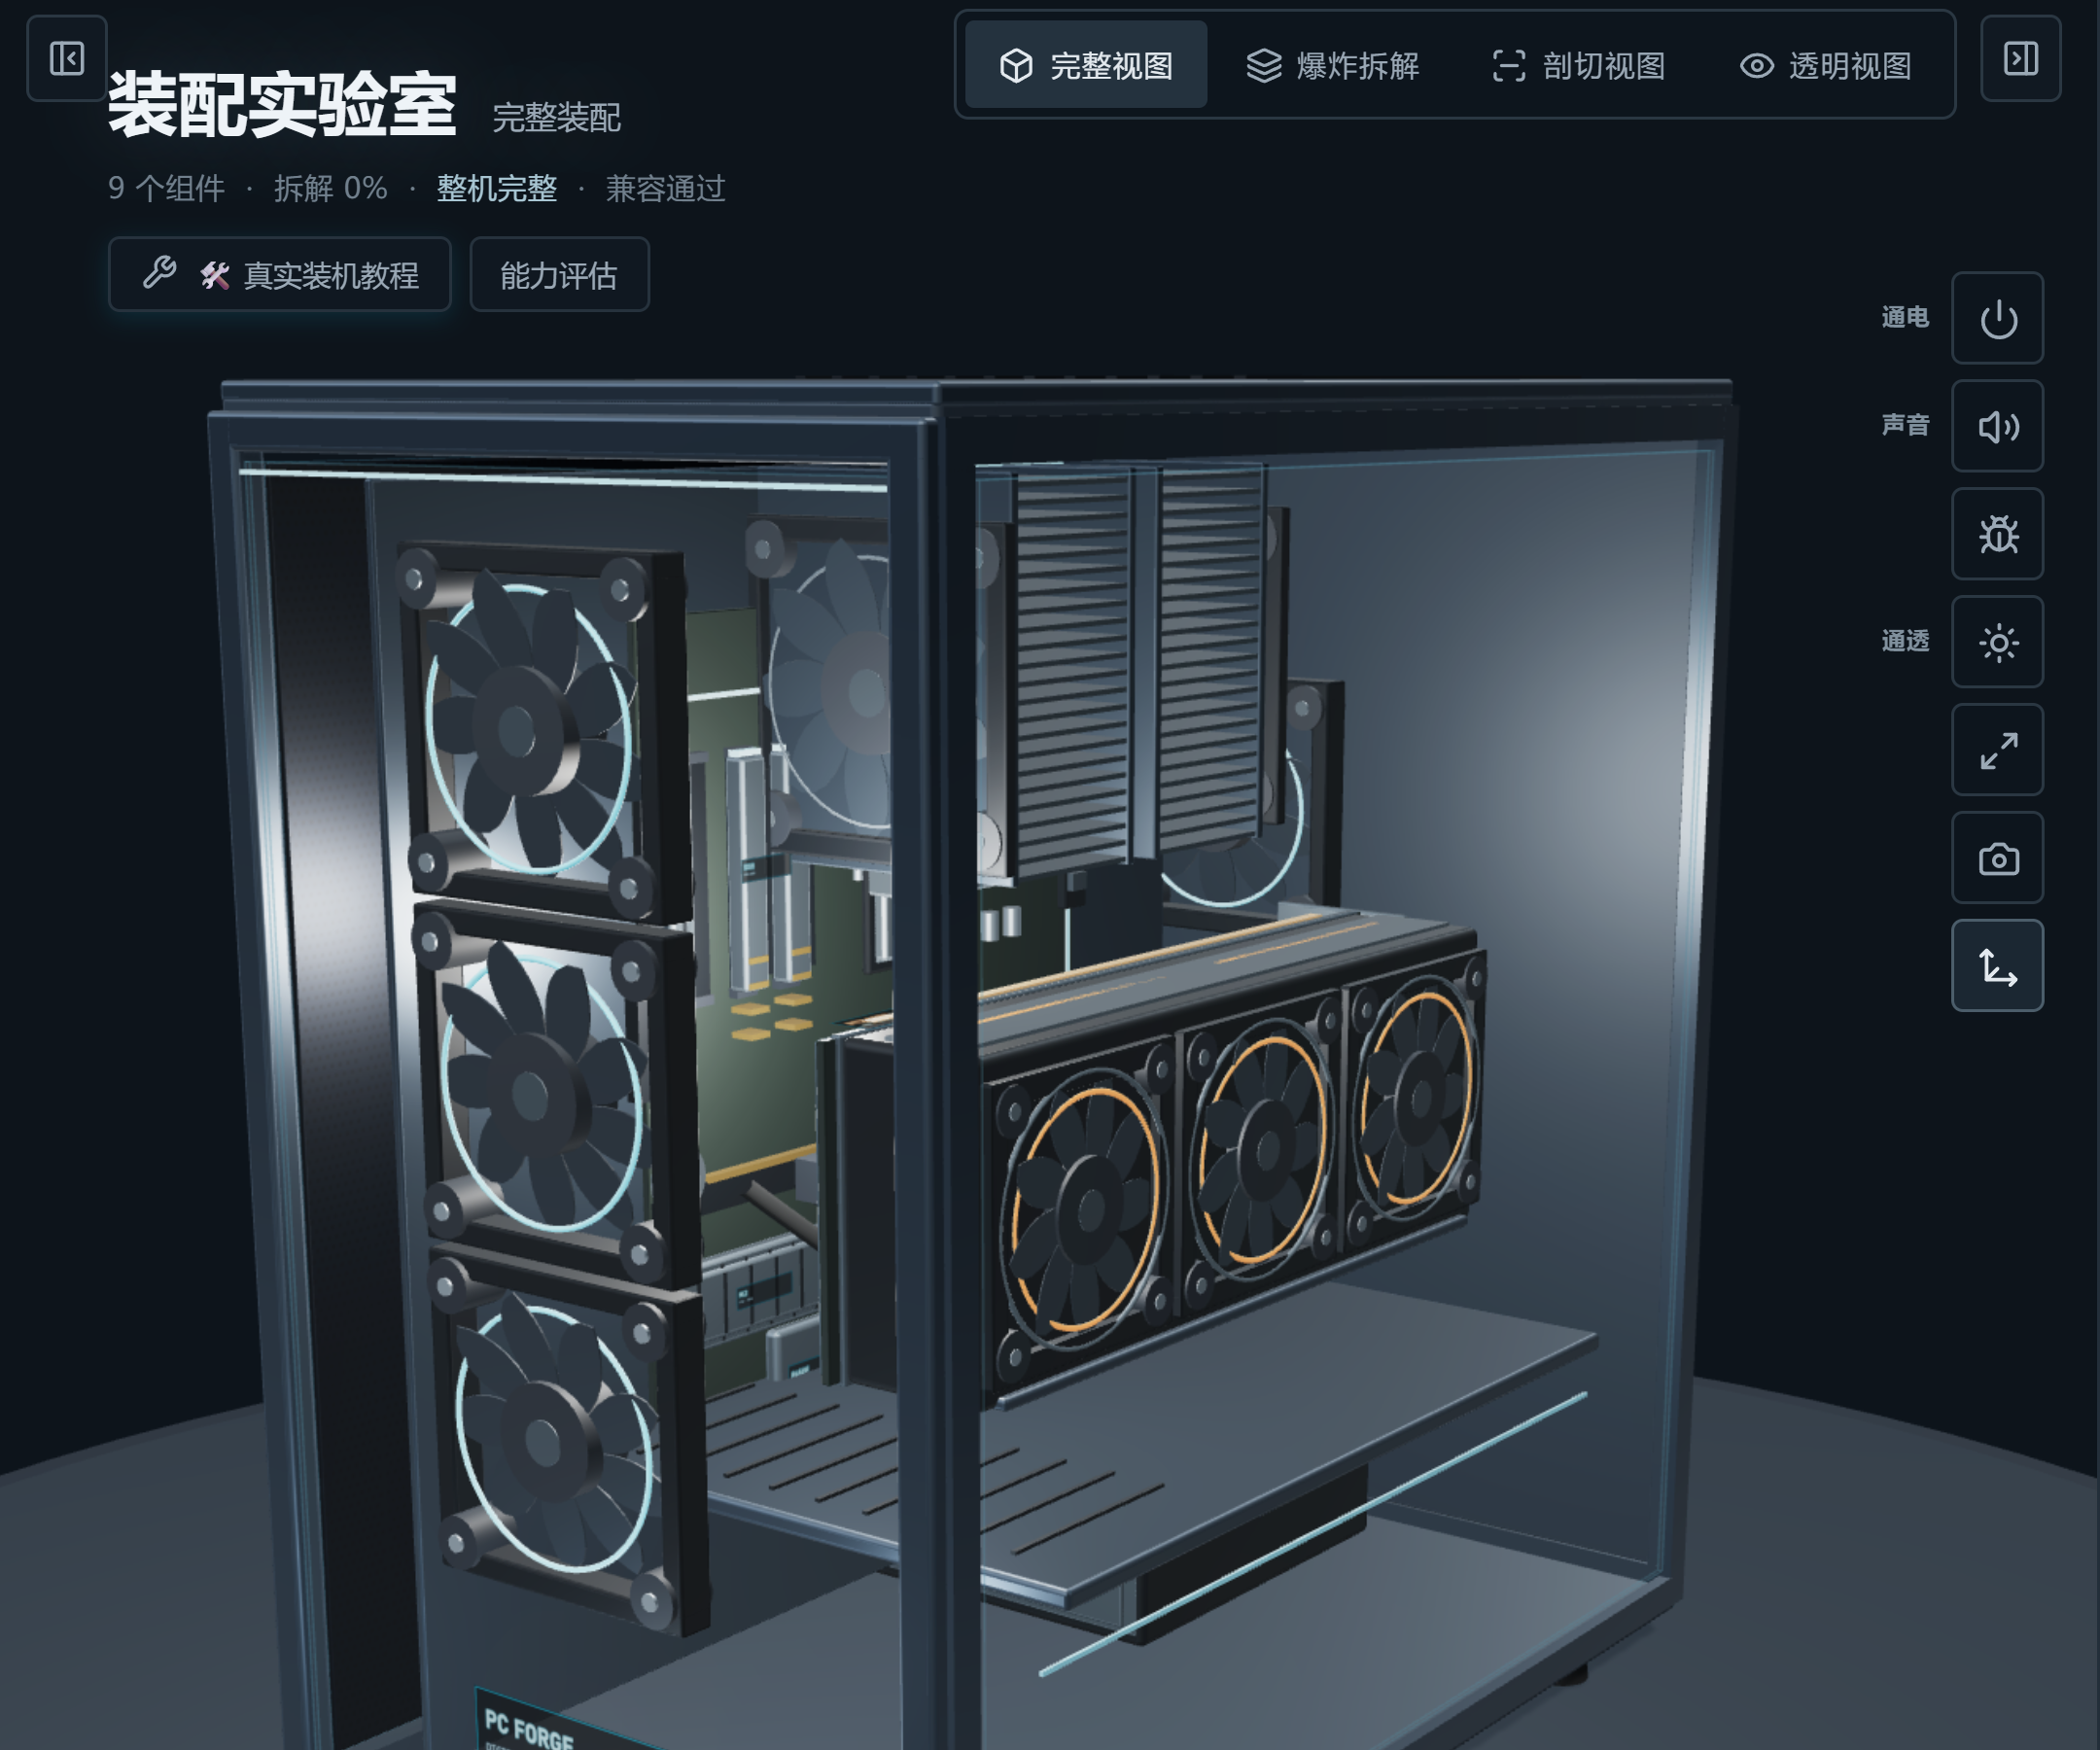 装配实验室 完整装配
完整视图 爆炸拆解 剖切视图 透明视图
9 个组件 · 拆解 0% · 整机完整 · 兼容通过
🛠 真实装机教程 能力评估
通电
声音
通透
PC FORGE